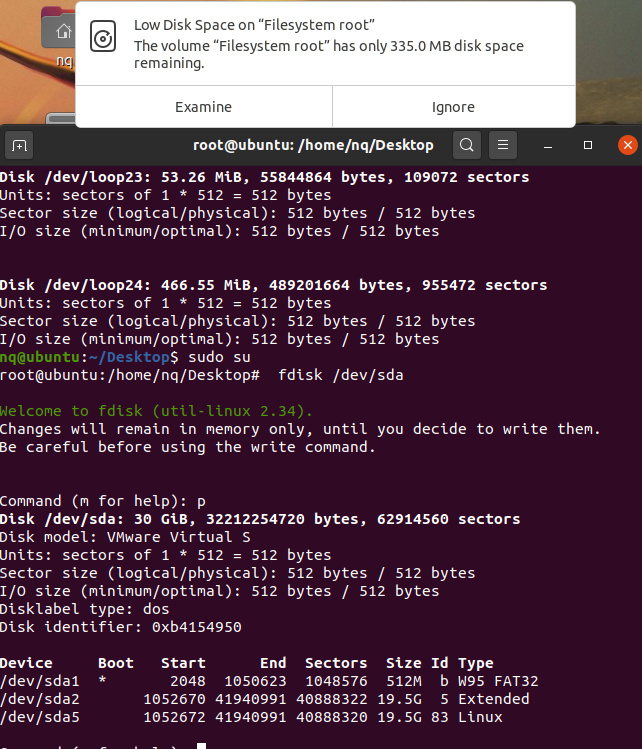 Low Disk Space on “Filesystem root”
The volume “Filesystem root” has only 335.0 MB disk space
remaining.
nq
Examine Ignore
root@ubuntu: /home/nq/Desktop
Disk /dev/loop23: 53.26 MiB, 55844864 bytes, 109072 sectors
Units: sectors of 1 * 512 = 512 bytes
Sector size (logical/physical): 512 bytes / 512 bytes
I/O size (minimum/optimal): 512 bytes / 512 bytes
Disk /dev/loop24: 466.55 MiB, 489201664 bytes, 955472 sectors
Units: sectors of 1 * 512 = 512 bytes
Sector size (logical/physical): 512 bytes / 512 bytes
I/O size (minimum/optimal): 512 bytes / 512 bytes
nq@ubuntu:~/Desktop$ sudo su
root@ubuntu:/home/nq/Desktop#  fdisk /dev/sda
Welcome to fdisk (util-linux 2.34).
Changes will remain in memory only, until you decide to write them.
Be careful before using the write command.
Command (m for help): p
Disk /dev/sda: 30 GiB, 32212254720 bytes, 62914560 sectors
Disk model: VMware Virtual S
Units: sectors of 1 * 512 = 512 bytes
Sector size (logical/physical): 512 bytes / 512 bytes
I/O size (minimum/optimal): 512 bytes / 512 bytes
Disklabel type: dos
Disk identifier: 0xb4154950
Device     Boot   Start      End  Sectors  Size Id Type
/dev/sda1  *       2048  1050623  1048576  512M  b W95 FAT32
/dev/sda2       1052670 41940991 40888322 19.5G  5 Extended
/dev/sda5       1052672 41940991 40888320 19.5G 83 Linux